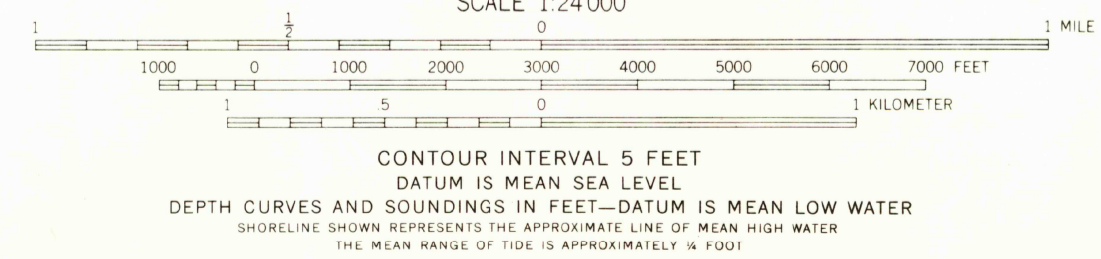 SCALE 1:24 000
1 ½ 0 1 MILE
1000 0 1000 2000 3000 4000 5000 6000 7000 FEET
1 .5 0 1 KILOMETER
CONTOUR INTERVAL 5 FEET
DATUM IS MEAN SEA LEVEL
DEPTH CURVES AND SOUNDINGS IN FEET—DATUM IS MEAN LOW WATER
SHORELINE SHOWN REPRESENTS THE APPROXIMATE LINE OF MEAN HIGH WATER
THE MEAN RANGE OF TIDE IS APPROXIMATELY ¼ FOOT